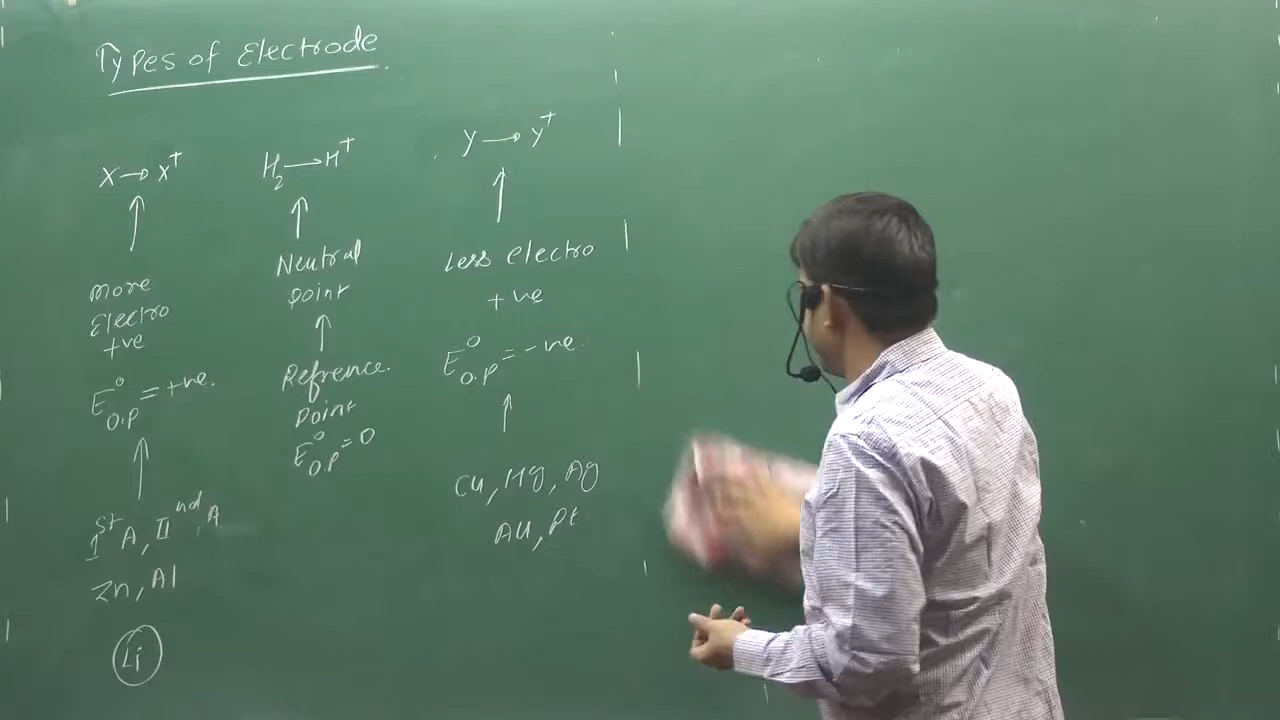 Types of Electrode
X → X⁺
More
Electro
+ve
E°O.P = +ve.
Iˢᵗ A, IIⁿᵈ A
Zn, Al
Li
H₂ → H⁺
Neutral
point
Refrence
Point
E°O.P = 0
Y → Y⁺
Less electro
+ve
E°O.P = -ve.
Cu, Hg, Ag
Au, Pt